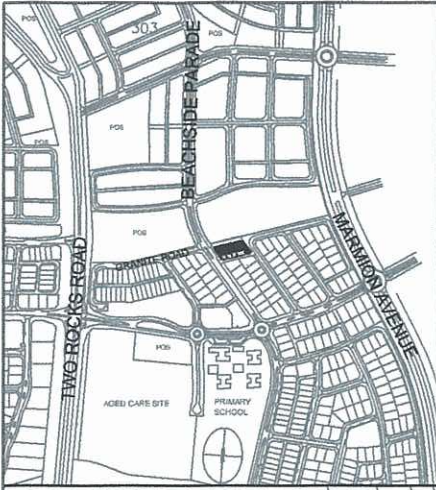 POS
303
BEACHSIDE PARADE
POS
POS
POS
GRANITE ROAD
TWO ROCKS ROAD
MARMION AVENUE
POS
AGED CARE SITE
PRIMARY
SCHOOL